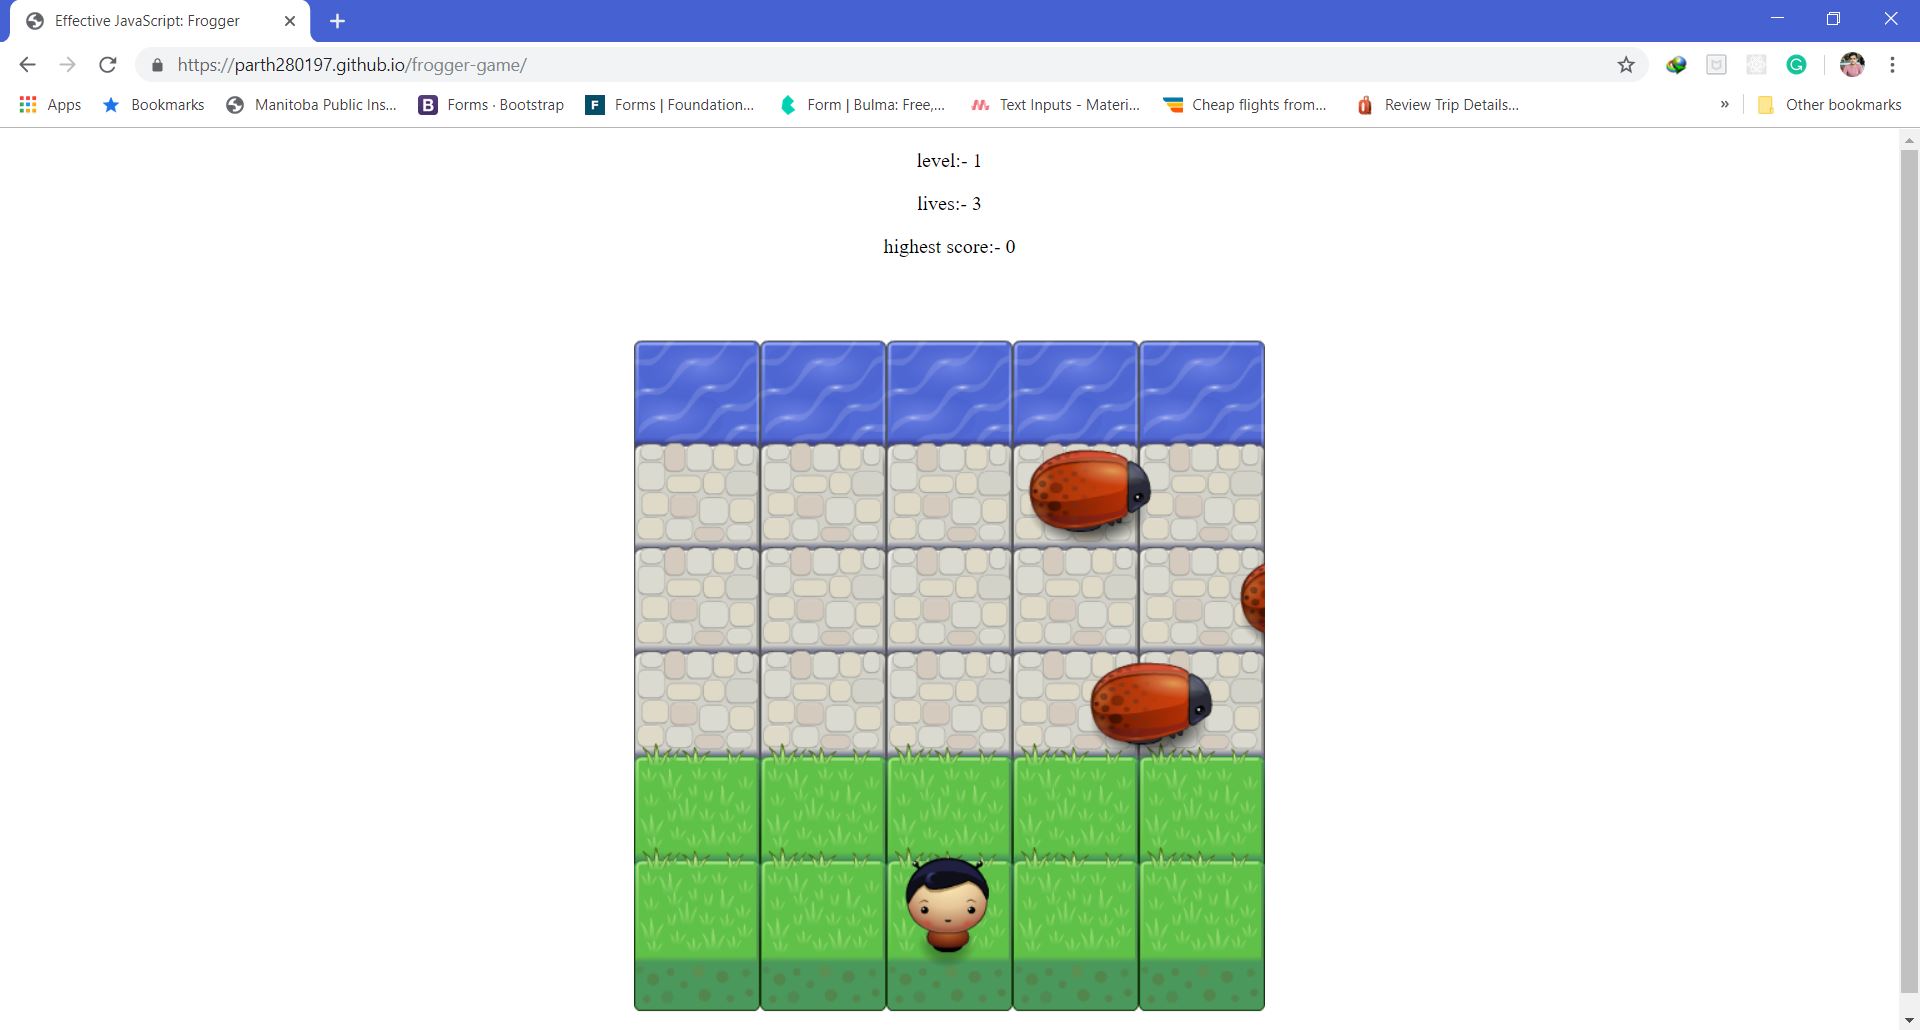 Effective JavaScript: Frogger
https://parth280197.github.io/frogger-game/
Apps Bookmarks Manitoba Public Ins... Forms · Bootstrap Forms | Foundation... Form | Bulma: Free,... Text Inputs - Materi... Cheap flights from... Review Trip Details... » Other bookmarks
level:- 1
lives:- 3
highest score:- 0